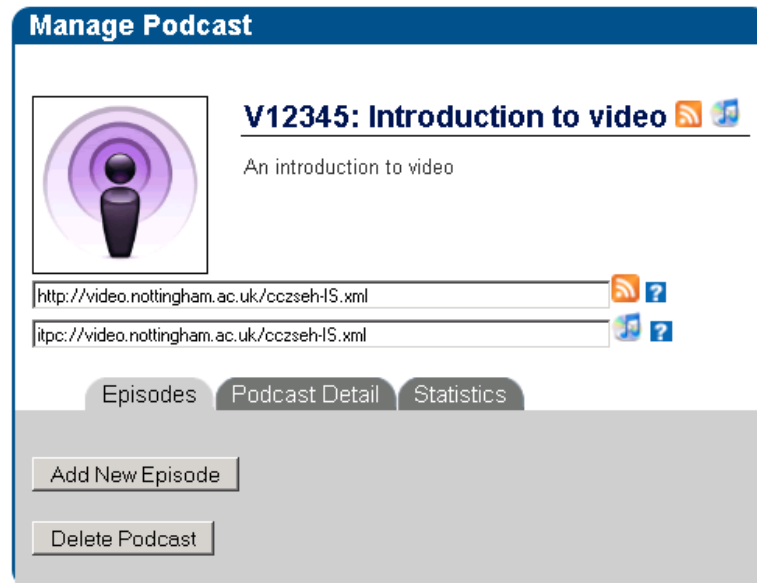 Manage Podcast
V12345: Introduction to video
An introduction to video
http://video.nottingham.ac.uk/cczseh-IS.xml
?
itpc://video.nottingham.ac.uk/cczseh-IS.xml
?
Episodes Podcast Detail Statistics
Add New Episode
Delete Podcast